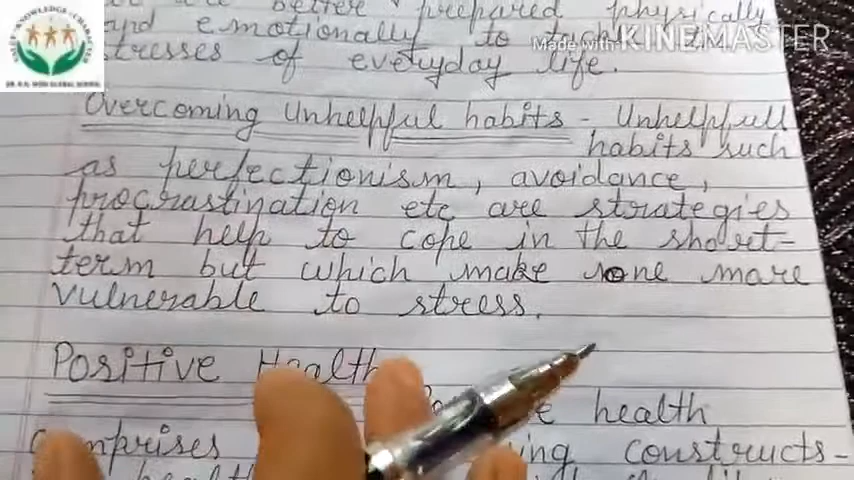 better prepared physically
and emotionally to tackle the
stresses of everyday life.
Made with KINEMASTER
Overcoming Unhelpful habits - Unhelpfull
habits such
as perfectionism, avoidance,
procrastination etc are strategies
that help to cope in the short-
term but which make one more
vulnerable to stress.
Positive Health
health
comprises constructs-